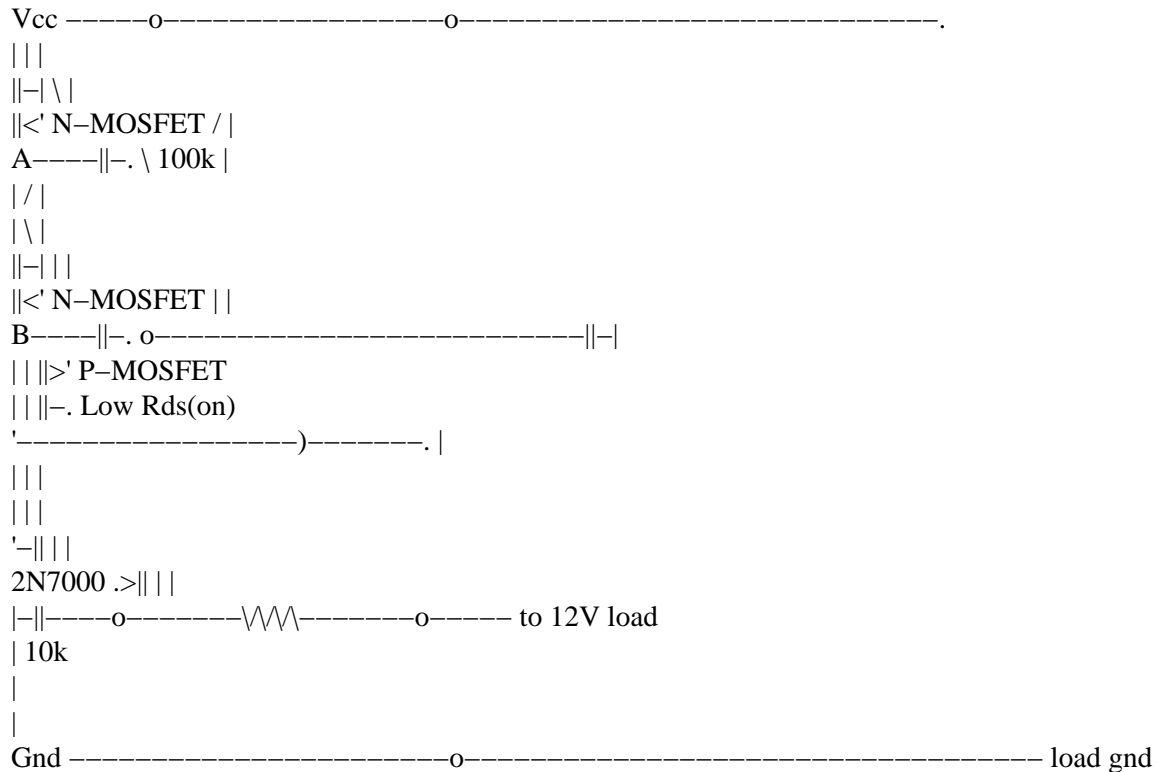 Vcc −−−−−o−−−−−−−−−−−−−−−−−o−−−−−−−−−−−−−−−−−−−−−−−−−−−−−.
| | |
||−| \ |
||<' N−MOSFET / |
A−−−−||−. \ 100k |
| / |
| \ |
||−| | |
||<' N−MOSFET | |
B−−−−||−. o−−−−−−−−−−−−−−−−−−−−−−−−−−||−|
| | ||>' P−MOSFET
| | ||−. Low Rds(on)
'−−−−−−−−−−−−−−−−−)−−−−−−−. |
| | |
| | |
'−|| | |
2N7000 .>|| | |
|−||−−−−o−−−−−−−\/\/\/\−−−−−−−o−−−−− to 12V load
| 10k
|
|
Gnd −−−−−−−−−−−−−−−−−−−−−−−o−−−−−−−−−−−−−−−−−−−−−−−−−−−−−−−−−−− load gnd